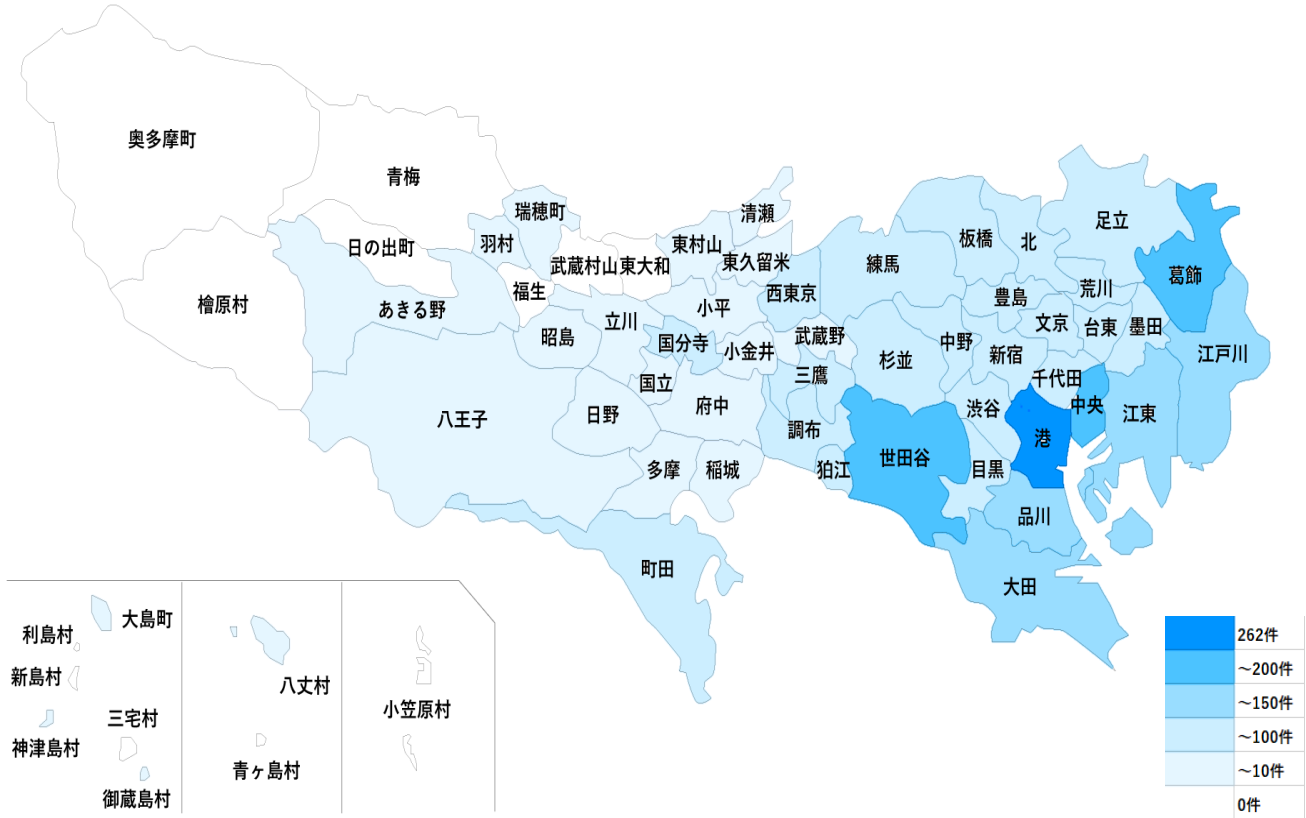 奥多摩町
青梅
瑞穂町
清瀬
足立
羽村
日の出町
東村山
東久留米
板橋
北
武蔵村山
東大和
練馬
葛飾
福生
西東京
荒川
檜原村
あきる野
小平
豊島
立川
文京
台東
墨田
昭島
国分寺
小金井
武蔵野
杉並
中野
新宿
江戸川
国立
三鷹
千代田
八王子
日野
府中
渋谷
中央
江東
調布
世田谷
港
多摩
稲城
狛江
目黒
品川
町田
大田
大島町
利島村
新島村
三宅村
神津島村
御蔵島村
八丈村
青ヶ島村
小笠原村
262件
～200件
～150件
～100件
～10件
0件